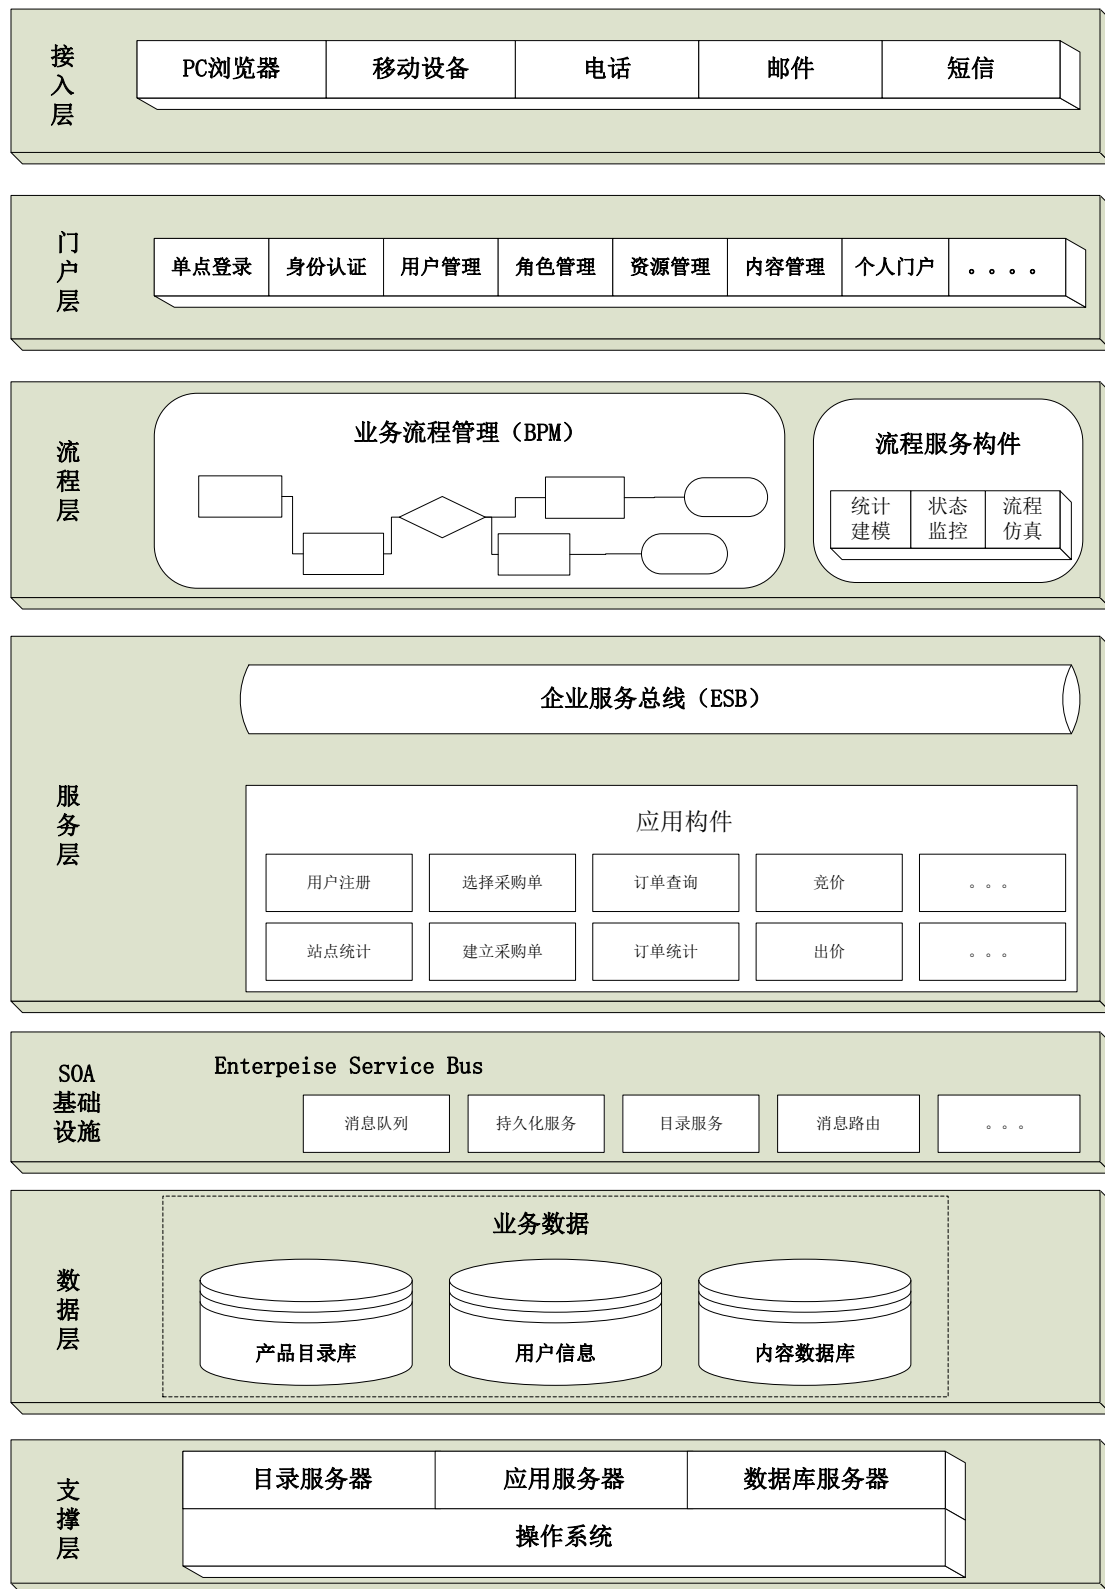 接入层
PC浏览器 移动设备 电话 邮件 短信
门户层
单点登录 身份认证 用户管理 角色管理 资源管理 内容管理 个人门户 。。。。
流程层
业务流程管理（BPM）
流程服务构件
统计建模 状态监控 流程仿真
服务层
企业服务总线（ESB）
应用构件
用户注册 选择采购单 订单查询 竞价 。。。
站点统计 建立采购单 订单统计 出价 。。。
SOA基础设施
Enterpeise Service Bus
消息队列 持久化服务 目录服务 消息路由 。。。
数据层
业务数据
产品目录库 用户信息 内容数据库
支撑层
目录服务器 应用服务器 数据库服务器
操作系统